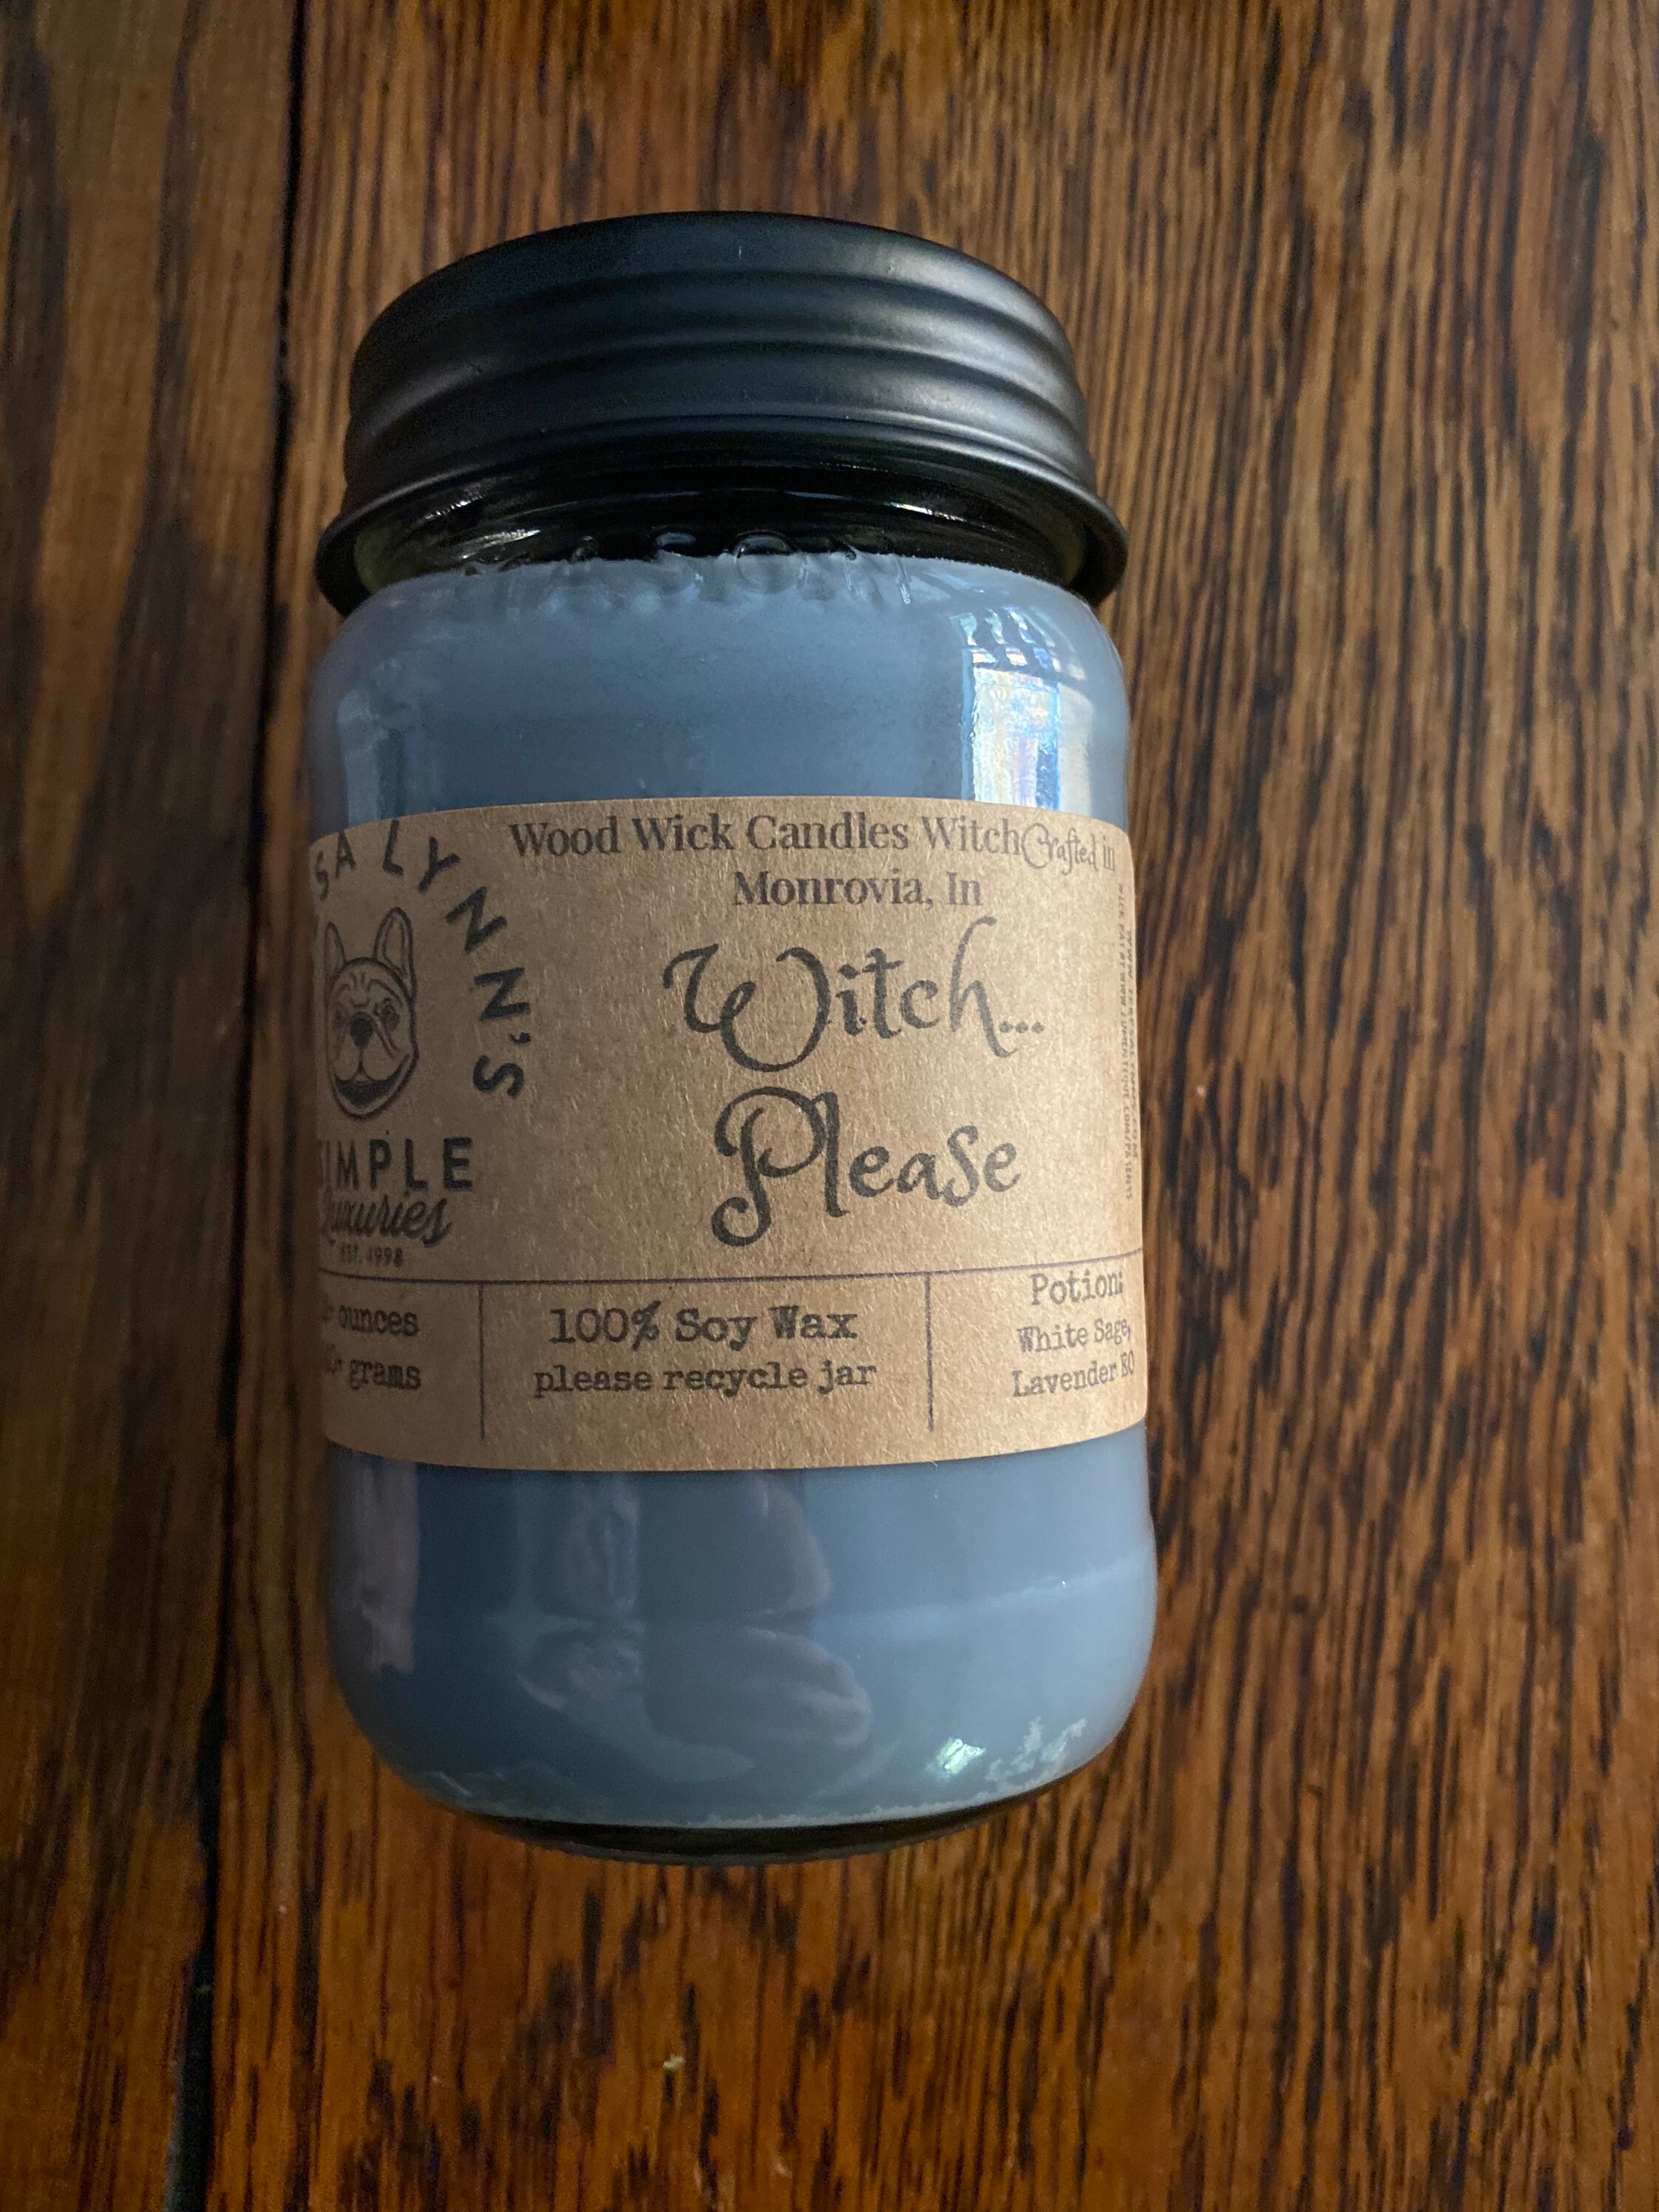 MASON
Wood Wick Candles WitchCrafted in
Monrovia, In
LYNN'S
Witch...
Please
SIMPLE
Luxuries
EST. 1998
ounces
grams
100% Soy Wax
please recycle jar
Potion:
White Sage,
Lavender EO